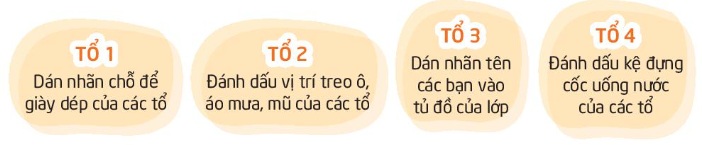 TỔ 1
Dán nhãn chỗ để
giày dép của các tổ
TỔ 2
Đánh dấu vị trí treo ô,
áo mưa, mũ của các tổ
TỔ 3
Dán nhãn tên
các bạn vào
tủ đồ của lớp
TỔ 4
Đánh dấu kệ đựng
cốc uống nước
của các tổ